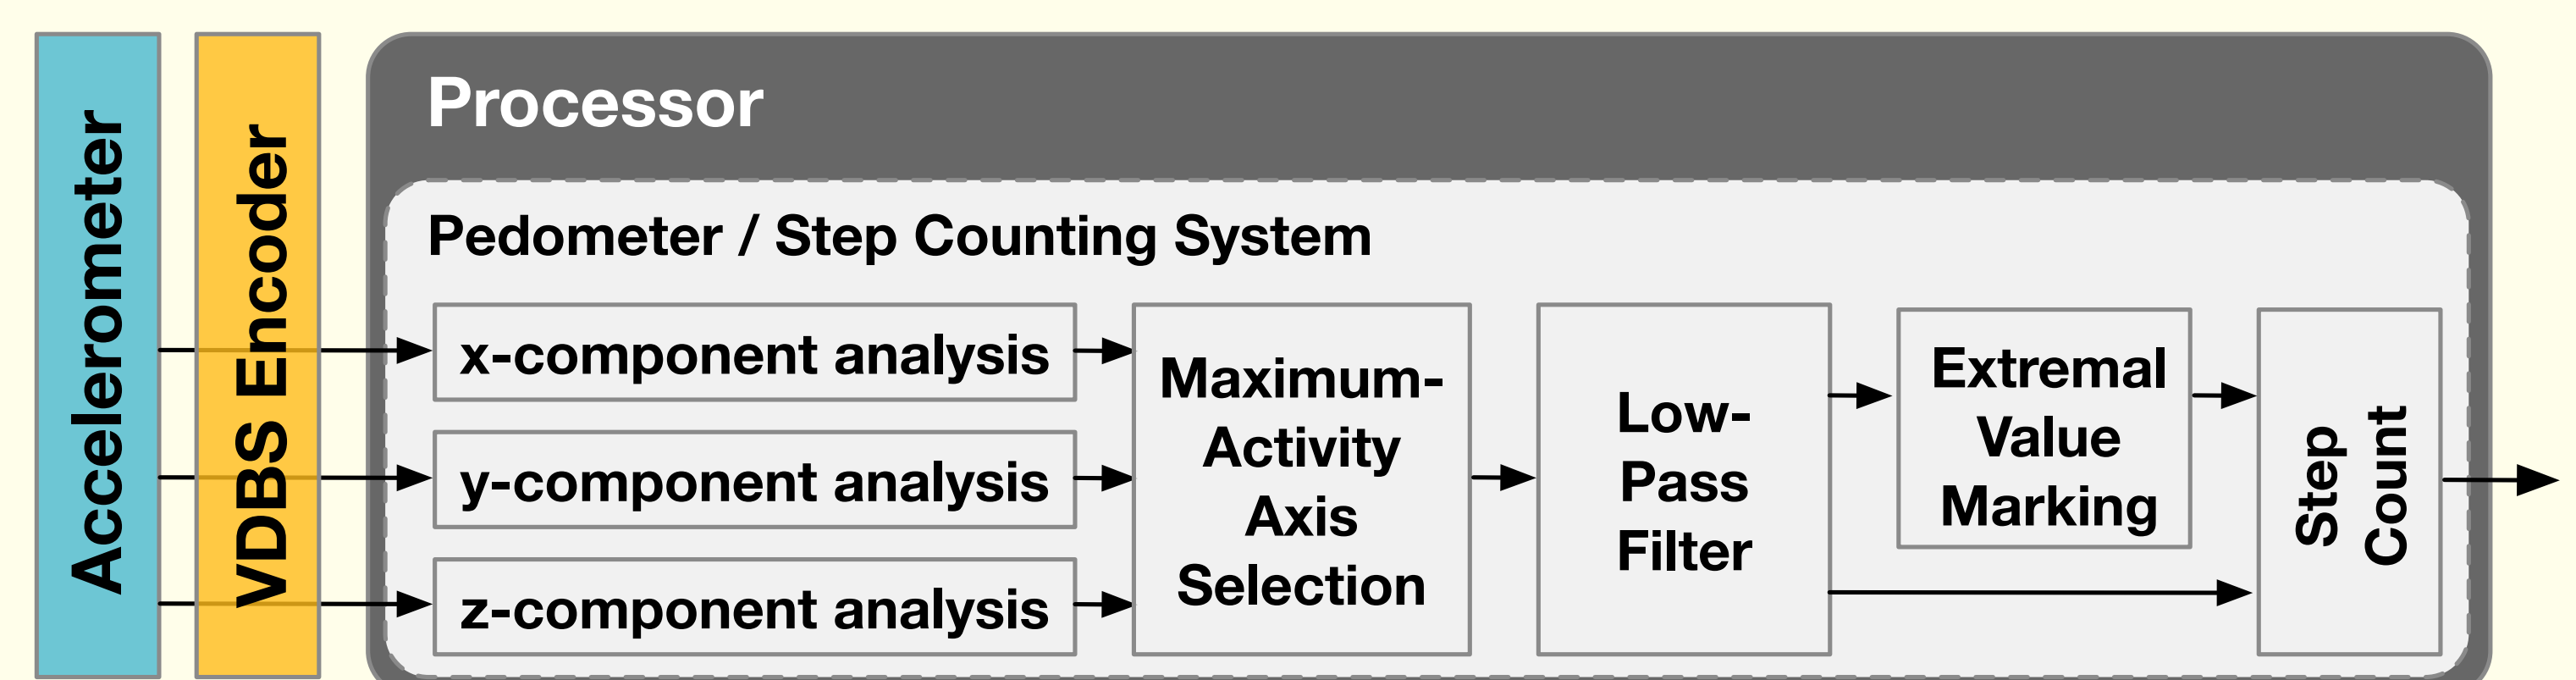 Accelerometer
VDBS Encoder
Processor
Pedometer / Step Counting System
x-component analysis
y-component analysis
z-component analysis
Maximum-
Activity
Axis
Selection
Low-
Pass
Filter
Extremal
Value
Marking
Step
Count